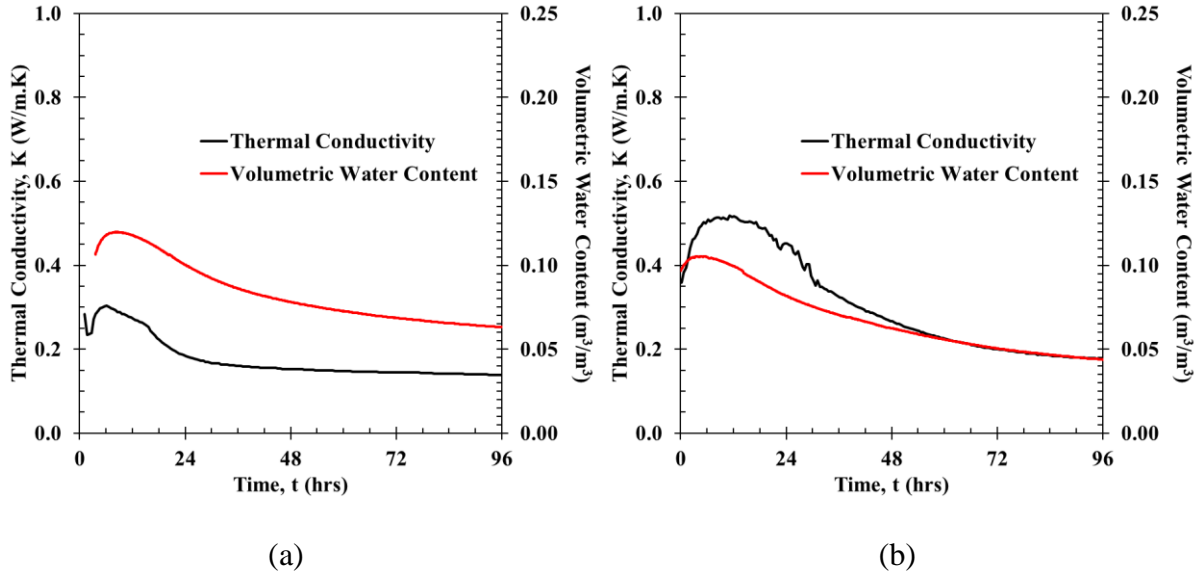 1.0
0.8
0.6
0.4
0.2
0.0
Thermal Conductivity, K (W/m.K)
0.25
0.20
0.15
0.10
0.05
0.00
Volumetric Water Content (m³/m³)
Thermal Conductivity
Volumetric Water Content
0 24 48 72 96
Time, t (hrs)
(a)
1.0
0.8
0.6
0.4
0.2
0.0
Thermal Conductivity, K (W/m.K)
0.25
0.20
0.15
0.10
0.05
0.00
Volumetric Water Content (m³/m³)
Thermal Conductivity
Volumetric Water Content
0 24 48 72 96
Time, t (hrs)
(b)